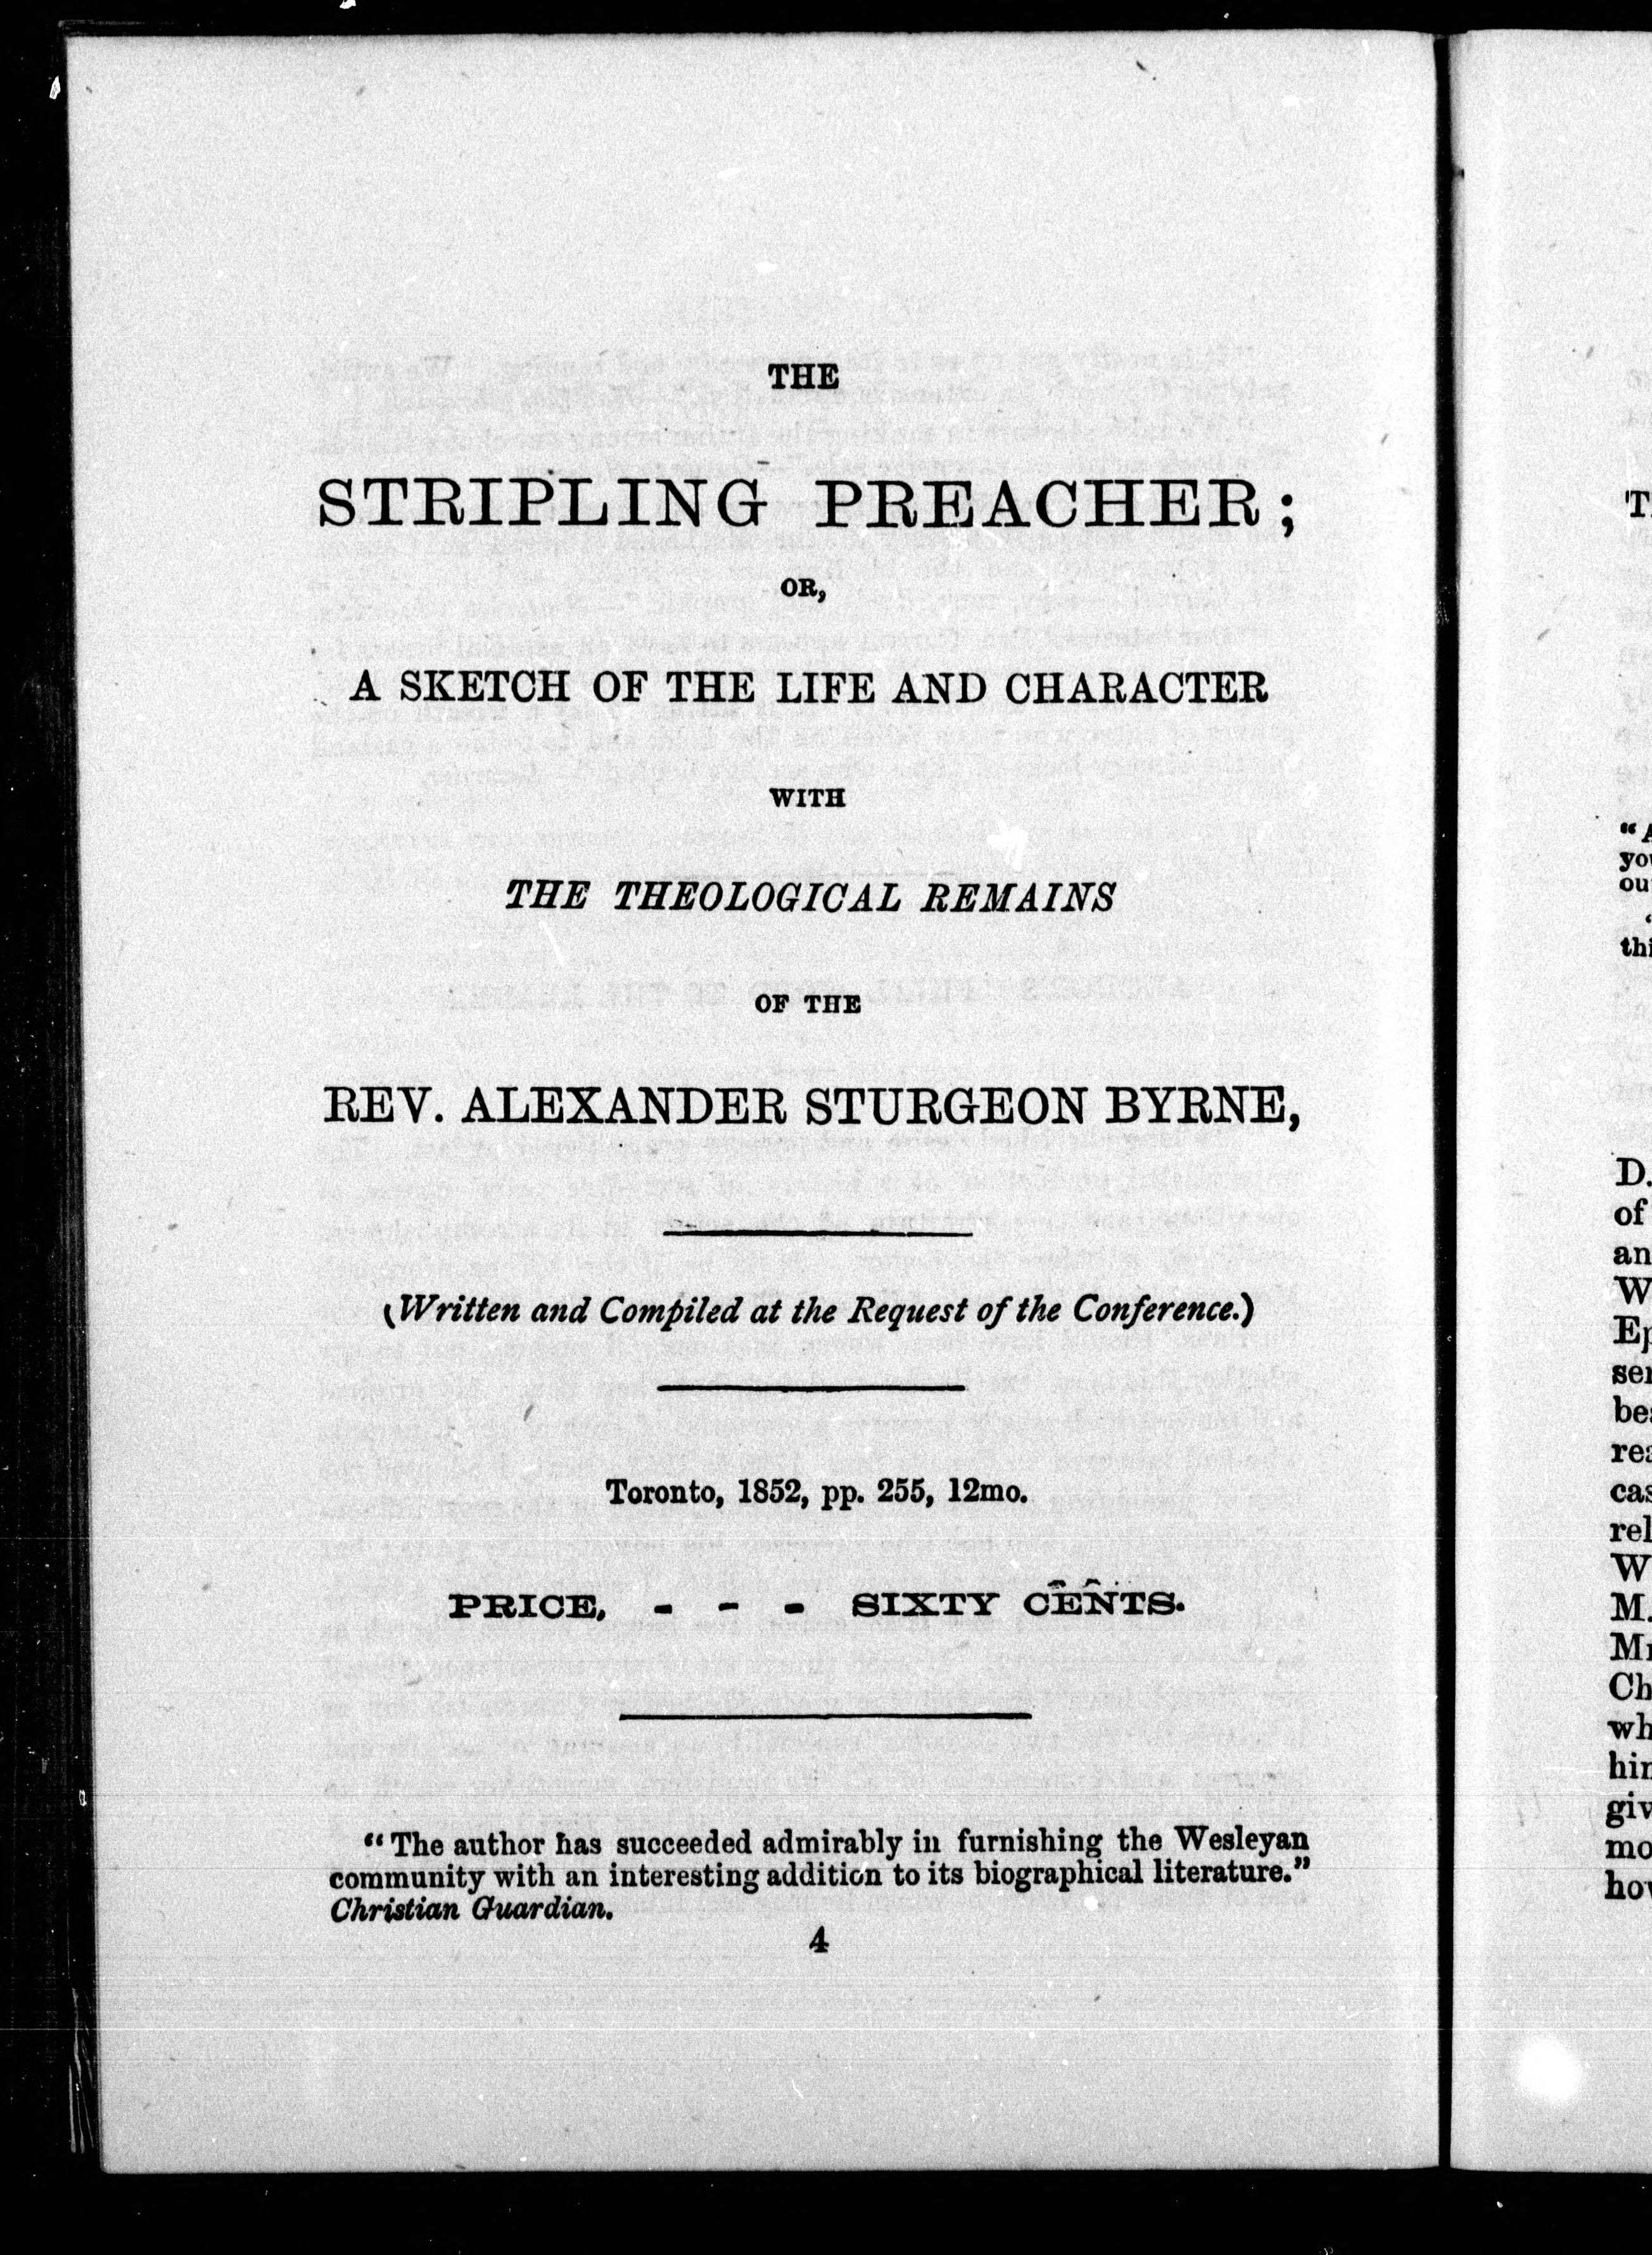 THE
STRIPLING PREACHER;
OR,
A SKETCH OF THE LIFE AND CHARACTER
WITH
THE THEOLOGICAL REMAINS
OF THE
REV. ALEXANDER STURGEON BYRNE,
(Written and Compiled at the Request of the Conference.)
Toronto, 1852, pp. 255, 12mo.
PRICE, - - - SIXTY CENTS.
"The author has succeeded admirably in furnishing the Wesleyan
community with an interesting addition to its biographical literature."
Christian Guardian.
4
D.
of
an
W